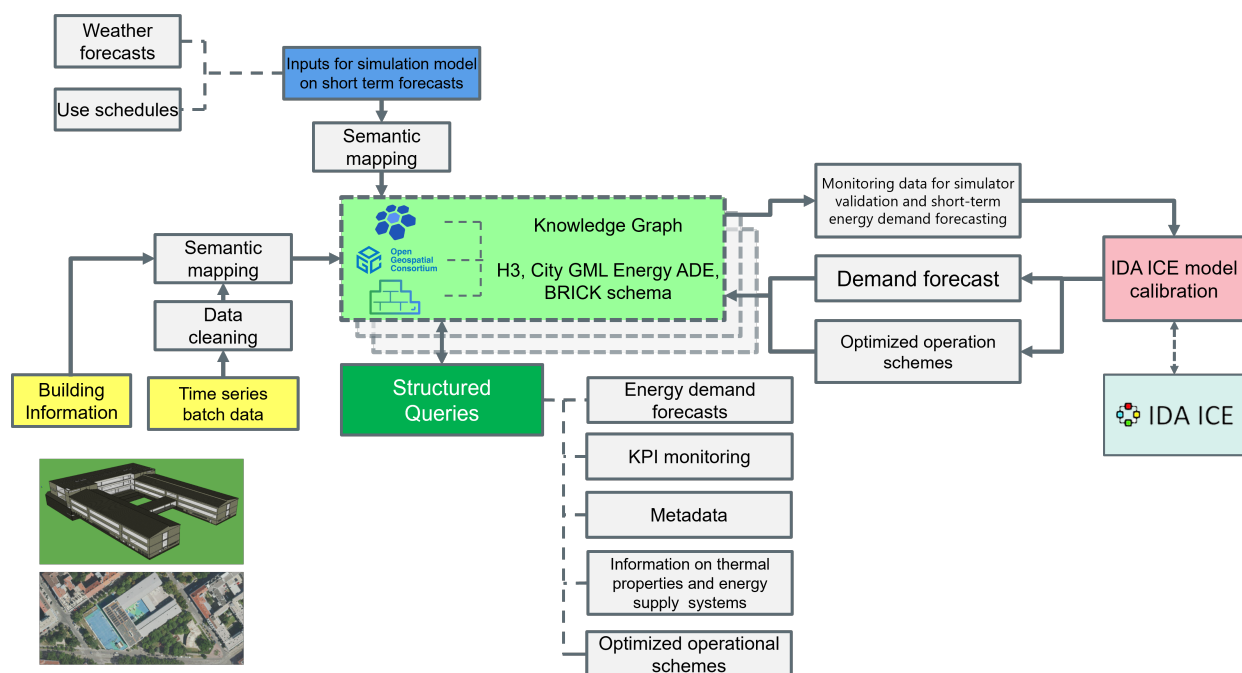 Weather
forecasts
Use schedules
Inputs for simulation model
on short term forecasts
Semantic
mapping
Knowledge Graph
H3, City GML Energy ADE,
BRICK schema
Open
Geospatial
Consortium
Semantic
mapping
Data
cleaning
Building
Information
Time series
batch data
Structured
Queries
Energy demand
forecasts
KPI monitoring
Metadata
Information on thermal
properties and energy
supply systems
Optimized operational
schemes
Monitoring data for simulator
validation and short-term
energy demand forecasting
Demand forecast
Optimized operation
schemes
IDA ICE model
calibration
IDA ICE